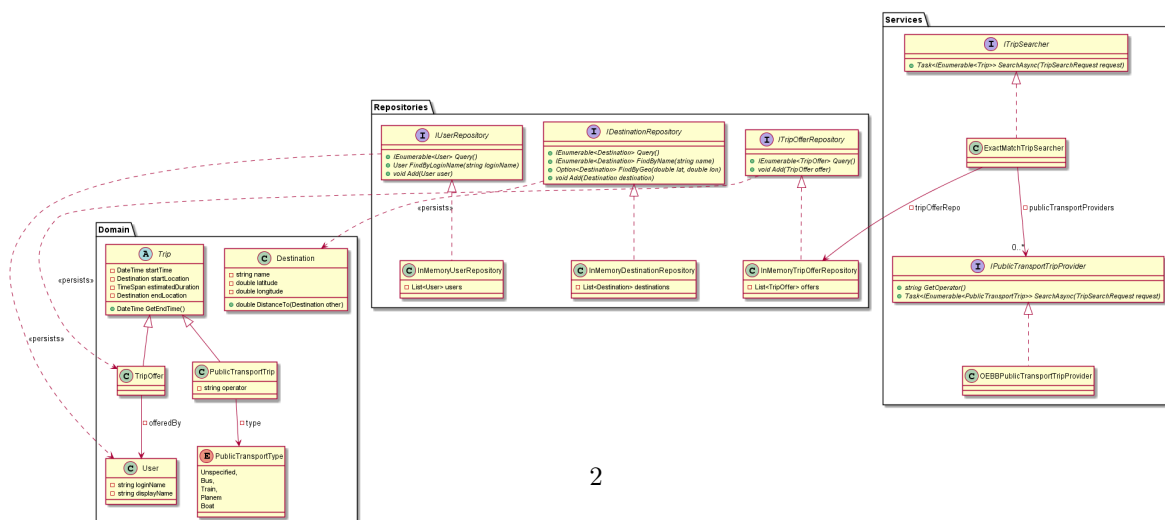 Services
I ITripSearcher
Task<IEnumerable<Trip>> SearchAsync(TripSearchRequest request)
C ExactMatchTripSearcher
tripOfferRepo
publicTransportProviders
0..*
I IPublicTransportTripProvider
string GetOperator()
Task<IEnumerable<PublicTransportTrip>> SearchAsync(TripSearchRequest request)
C OEBBPublicTransportTripProvider
Repositories
I IUserRepository
IEnumerable<User> Query()
User FindByLoginName(string loginName)
void Add(User user)
I IDestinationRepository
IEnumerable<Destination> Query()
IEnumerable<Destination> FindByName(string name)
Option<Destination> FindByGeo(double lat, double lon)
void Add(Destination destination)
I ITripOfferRepository
IEnumerable<TripOffer> Query()
void Add(TripOffer offer)
C InMemoryUserRepository
List<User> users
C InMemoryDestinationRepository
List<Destination> destinations
C InMemoryTripOfferRepository
List<TripOffer> offers
«persists»
«persists»
«persists»
Domain
A Trip
DateTime startTime
Destination startLocation
TimeSpan estimatedDuration
Destination endLocation
DateTime GetEndTime()
C Destination
string name
double latitude
double longitude
double DistanceTo(Destination other)
C TripOffer
C PublicTransportTrip
string operator
offeredBy
type
C User
string loginName
string displayName
E PublicTransportType
Unspecified,
Bus,
Train,
Planem
Boat
2